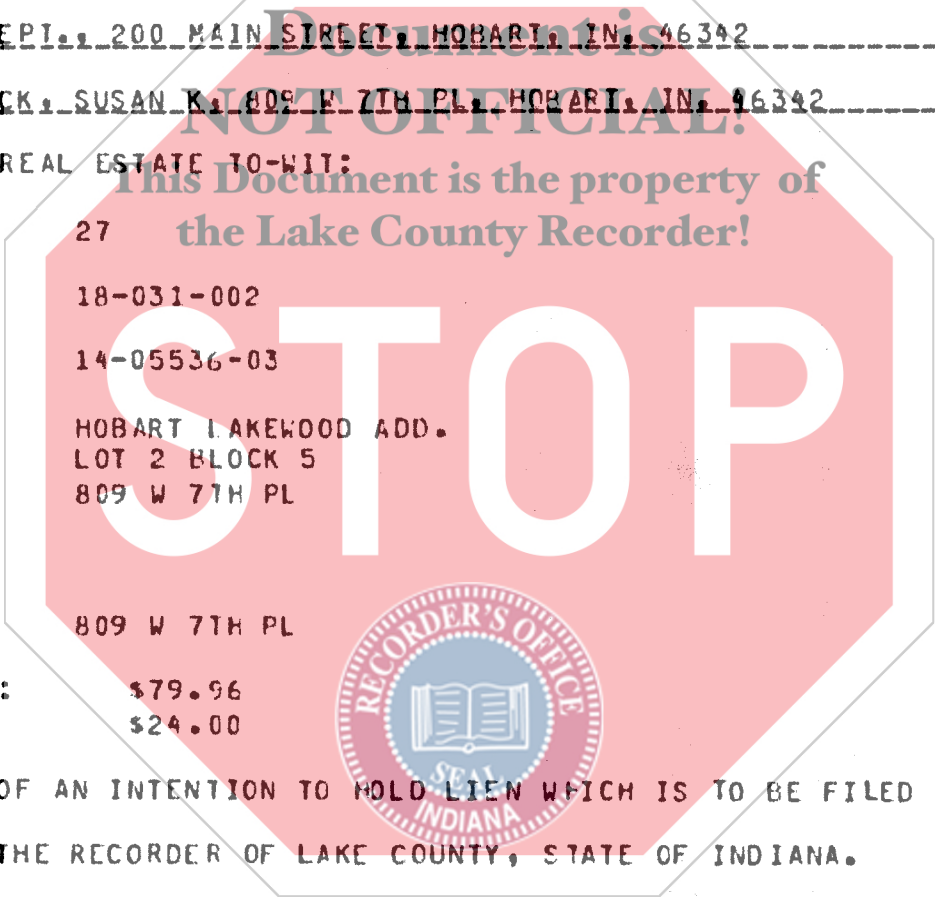 EPT., 200 MAIN STREET, HOBART, IN, 46342
Document is
CK, SUSAN K, 809 W 7TH PL, HOBART, IN, 46342
NOT OFFICIAL!
REAL ESTATE TO-WIT:
This Document is the property of
27
the Lake County Recorder!
18-031-002
STOP
14-05536-03
HOBART LAKEWOOD ADD.
LOT 2 BLOCK 5
809 W 7TH PL
809 W 7TH PL
RECORDER'S OFFICE
: $79.96
$24.00
SEAL
INDIANA
OF AN INTENTION TO HOLD LIEN WHICH IS TO BE FILED
THE RECORDER OF LAKE COUNTY, STATE OF INDIANA.